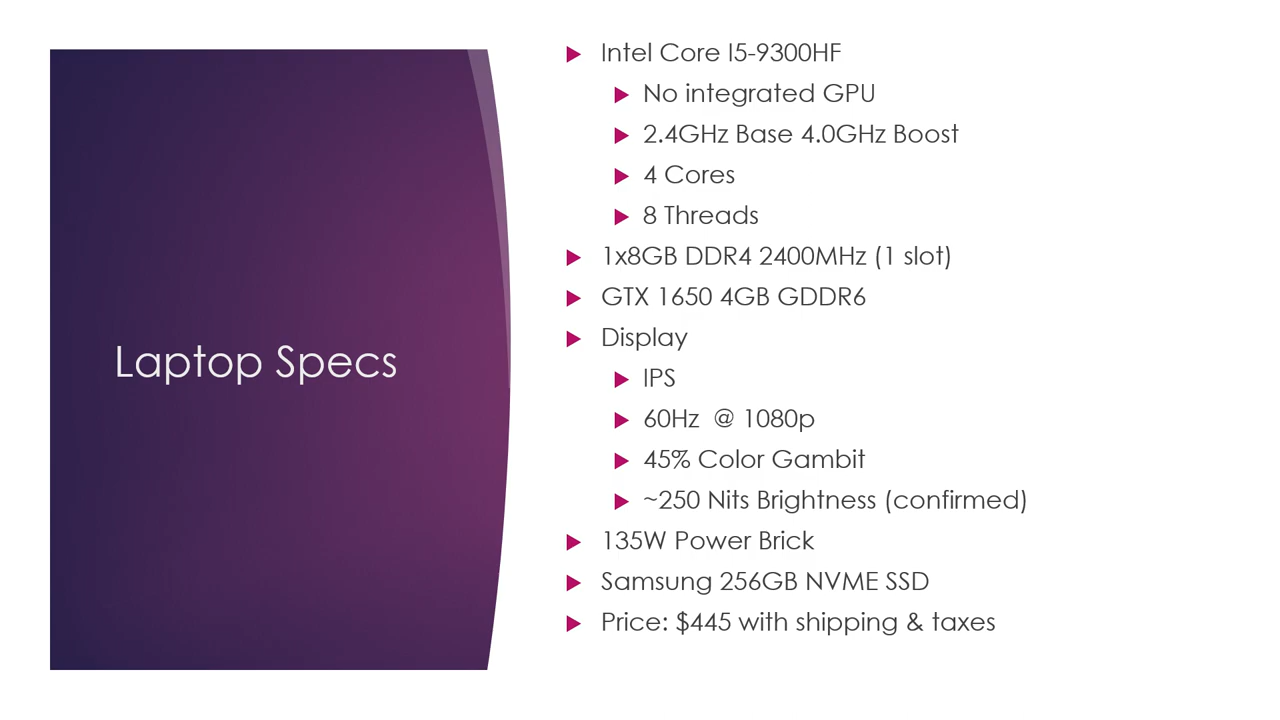 Laptop Specs
Intel Core I5-9300HF
No integrated GPU
2.4GHz Base 4.0GHz Boost
4 Cores
8 Threads
1x8GB DDR4 2400MHz (1 slot)
GTX 1650 4GB GDDR6
Display
IPS
60Hz  @ 1080p
45% Color Gambit
~250 Nits Brightness (confirmed)
135W Power Brick
Samsung 256GB NVME SSD
Price: $445 with shipping & taxes